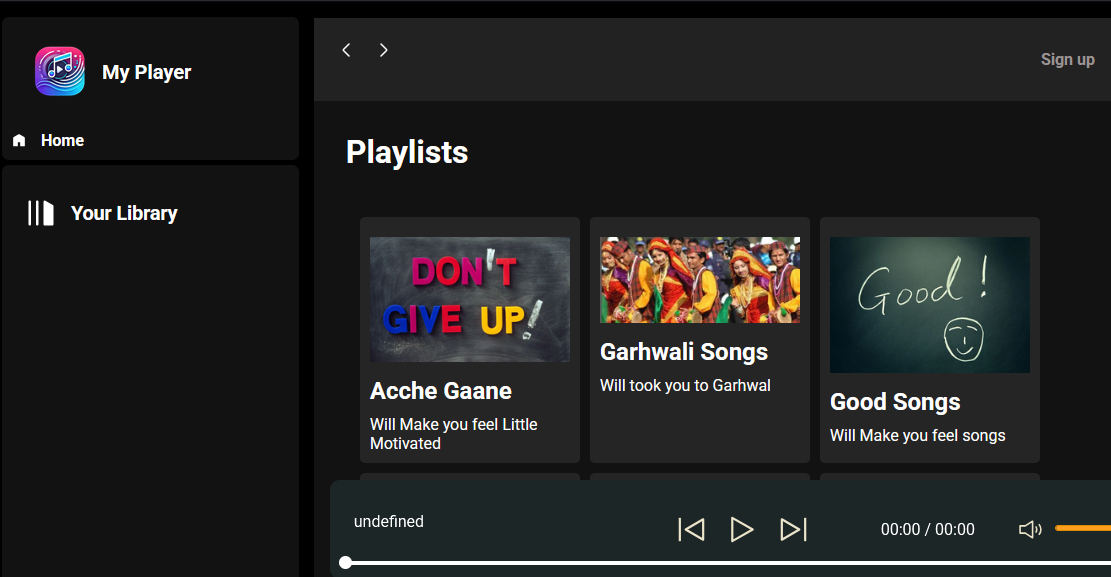 My Player
Home
Your Library
Sign up
Playlists
DON'T
GIVE UP!
Acche Gaane
Will Make you feel Little
Motivated
Garhwali Songs
Will took you to Garhwal
Good!
Good Songs
Will Make you feel songs
undefined
00:00 / 00:00